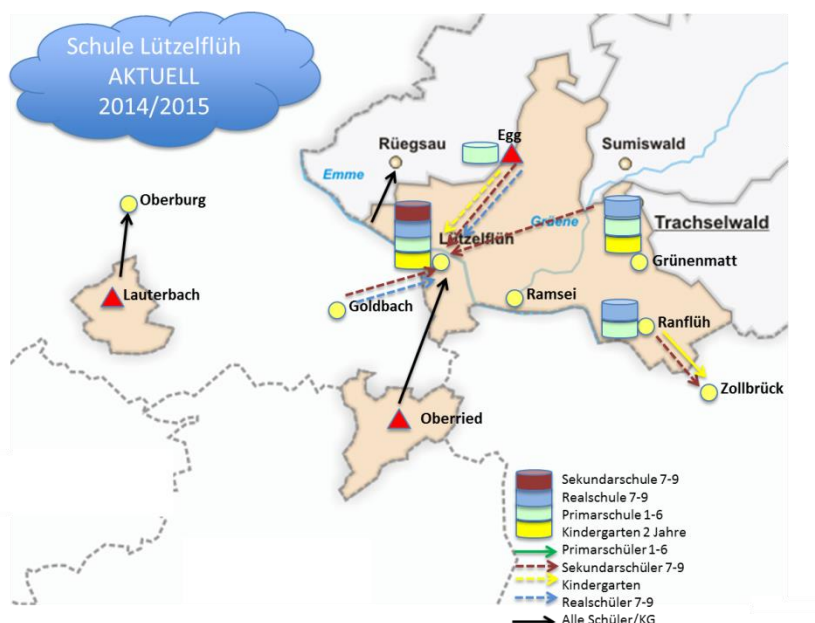 Schule Lützelflüh
AKTUELL
2014/2015
Egg
Rüegsau
Sumiswald
Emme
Oberburg
Grüene
Trachselwald
Lützelflüh
Grünenmatt
Lauterbach
Ramsei
Goldbach
Ranflüh
Zollbrück
Oberried
Sekundarschule 7-9
Realschule 7-9
Primarschule 1-6
Kindergarten 2 Jahre
Primarschüler 1-6
Sekundarschüler 7-9
Kindergarten
Realschüler 7-9
Alle Schüler/KG